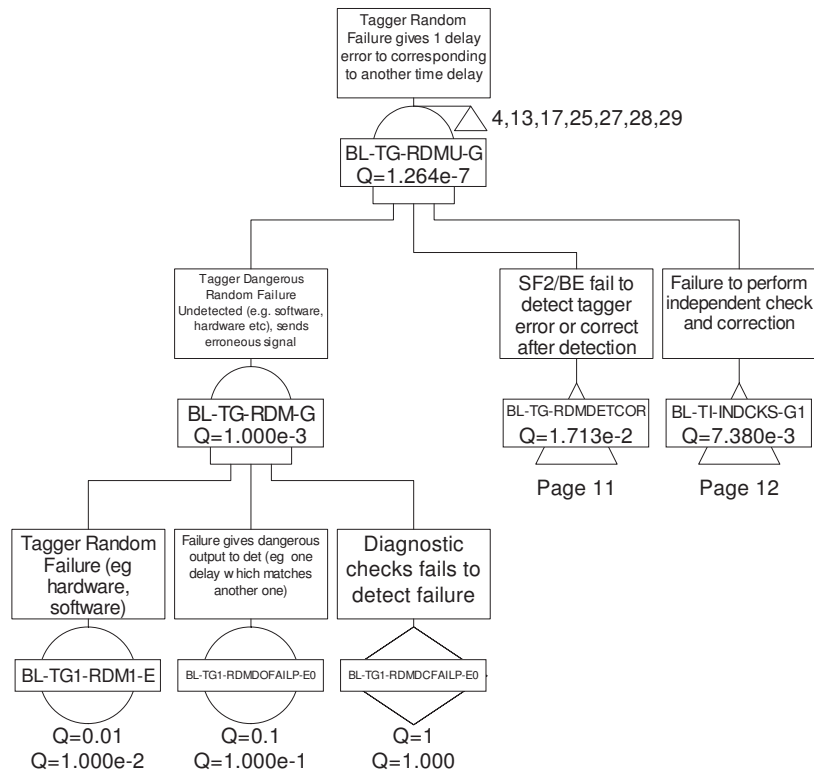 Tagger Random
Failure gives 1 delay
error to corresponding
to another time delay
4,13,17,25,27,28,29
BL-TG-RDMU-G
Q=1.264e-7
Tagger Dangerous
Random Failure
Undetected (e.g. software,
hardware etc), sends
erroneous signal
SF2/BE fail to
detect tagger
error or correct
after detection
Failure to perform
independent check
and correction
BL-TG-RDM-G
Q=1.000e-3
BL-TG-RDMDETCOR
Q=1.713e-2
BL-TI-INDCKS-G1
Q=7.380e-3
Page 11
Page 12
Tagger Random
Failure (eg
hardware,
software)
Failure gives dangerous
output to det (eg one
delay which matches
another one)
Diagnostic
checks fails to
detect failure
BL-TG1-RDM1-E
BL-TG1-RDMDOFAILP-E0
BL-TG1-RDMDCFAILP-E0
Q=0.01
Q=1.000e-2
Q=0.1
Q=1.000e-1
Q=1
Q=1.000